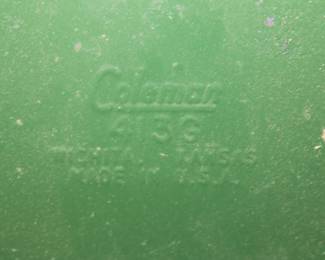 Coleman
413G
WICHITA, KANSAS
MADE IN U.S.A.